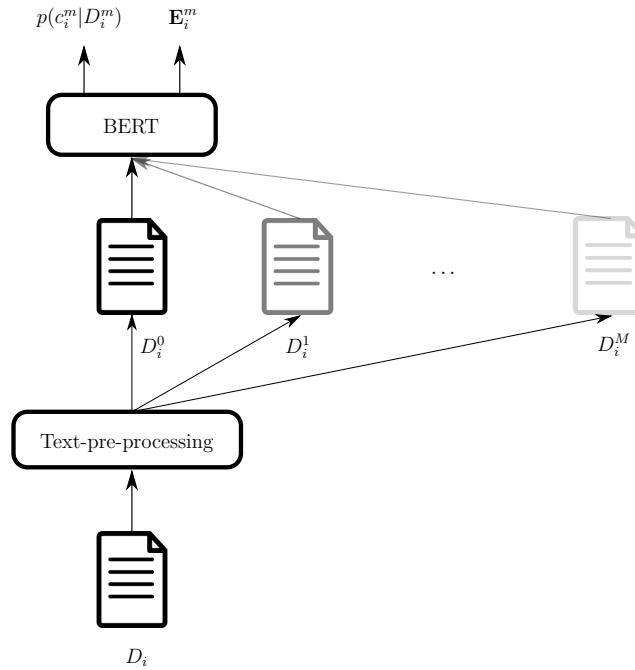 p(c_i^m|D_i^m) E_i^m
BERT
...
D_i^0 D_i^1 D_i^M
Text-pre-processing
D_i